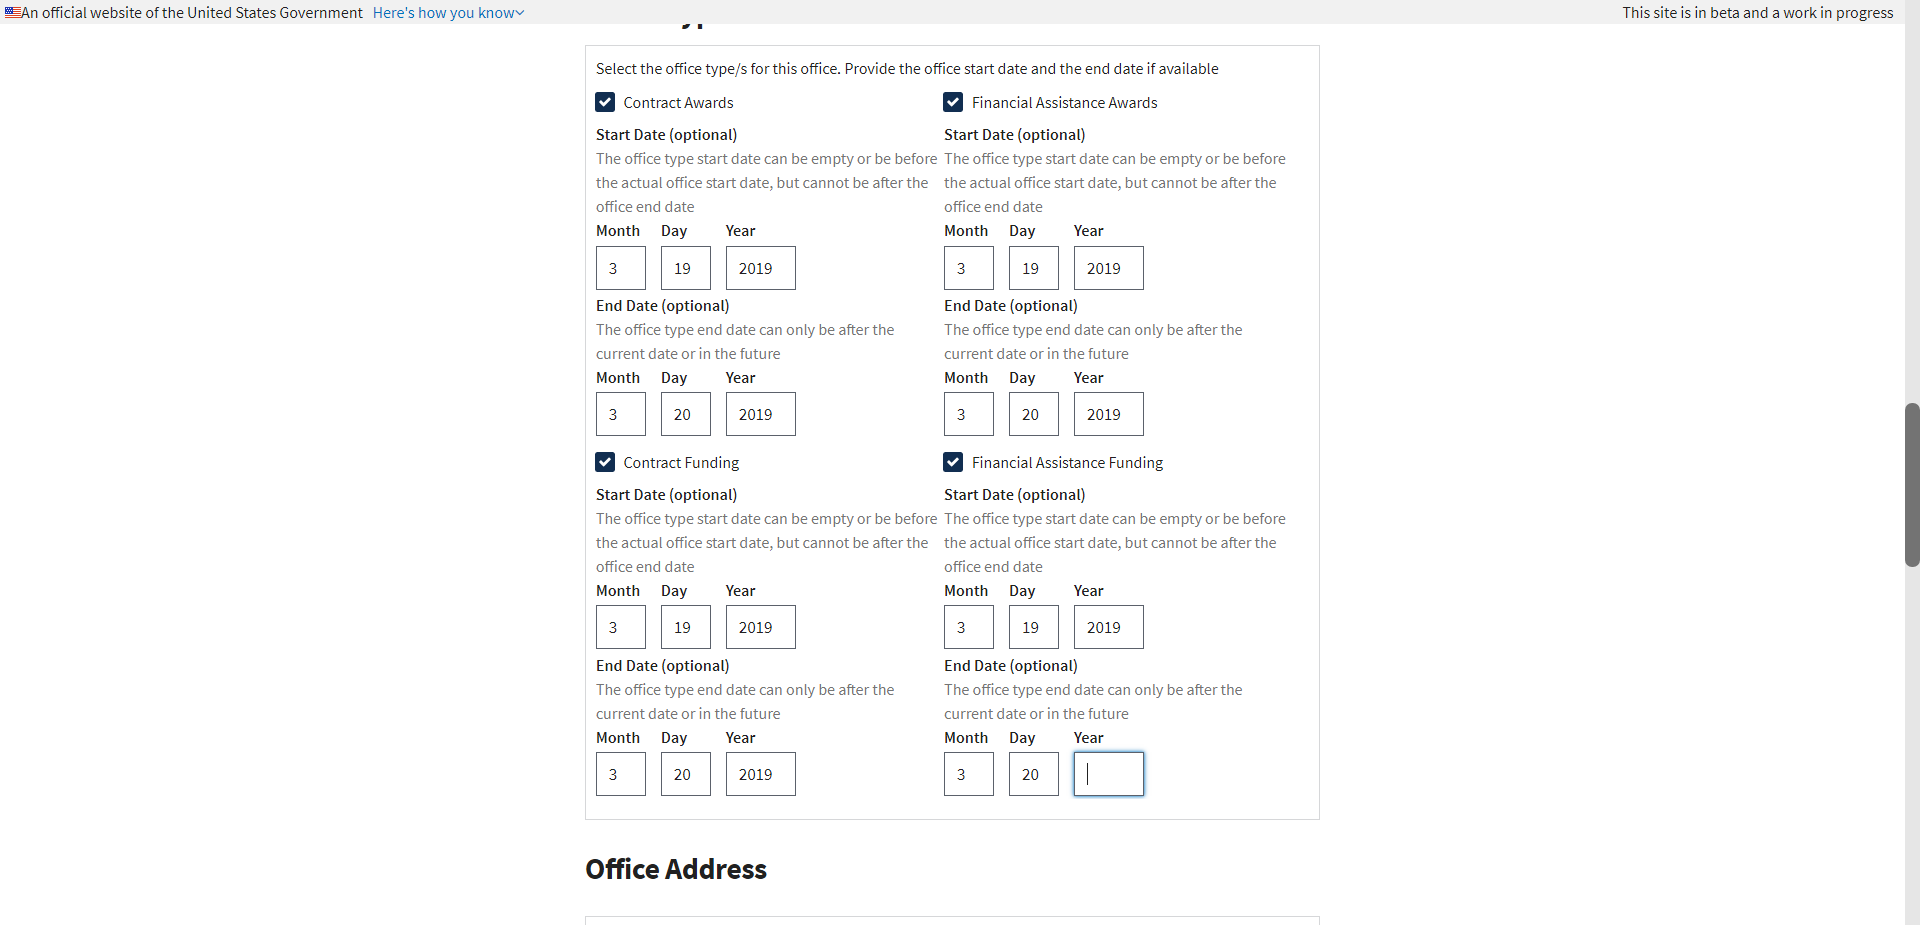 An official website of the United States Government Here's how you know
This site is in beta and a work in progress
Select the office type/s for this office. Provide the office start date and the end date if available
Contract Awards
Start Date (optional)
The office type start date can be empty or be before
the actual office start date, but cannot be after the
office end date
Month Day Year
3 19 2019
End Date (optional)
The office type end date can only be after the
current date or in the future
Month Day Year
3 20 2019
Financial Assistance Awards
Start Date (optional)
The office type start date can be empty or be before
the actual office start date, but cannot be after the
office end date
Month Day Year
3 19 2019
End Date (optional)
The office type end date can only be after the
current date or in the future
Month Day Year
3 20 2019
Contract Funding
Start Date (optional)
The office type start date can be empty or be before
the actual office start date, but cannot be after the
office end date
Month Day Year
3 19 2019
End Date (optional)
The office type end date can only be after the
current date or in the future
Month Day Year
3 20 2019
Financial Assistance Funding
Start Date (optional)
The office type start date can be empty or be before
the actual office start date, but cannot be after the
office end date
Month Day Year
3 19 2019
End Date (optional)
The office type end date can only be after the
current date or in the future
Month Day Year
3 20
Office Address